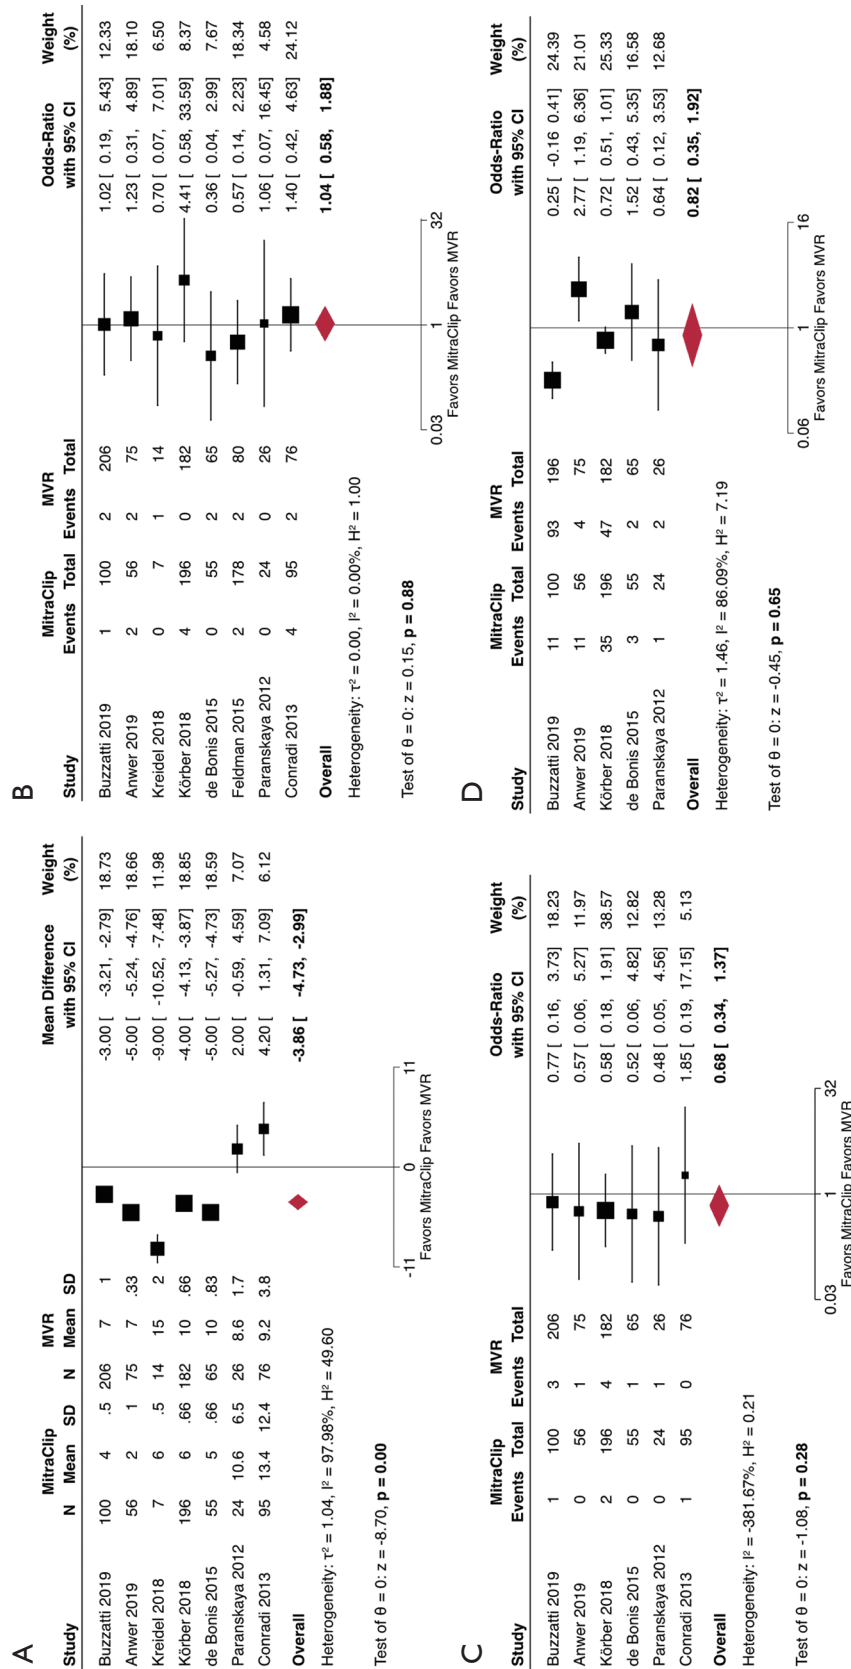 A
MitraClip MVR Mean Difference Weight
Study N Mean SD N Mean SD with 95% CI (%)
Buzzatti 2019 100 4 .5 206 7 1 -3.00 [ -3.21, -2.79] 18.73
Anwer 2019 56 2 1 75 7 .33 -5.00 [ -5.24, -4.76] 18.66
Kreidel 2018 7 6 .5 14 15 2 -9.00 [ -10.52, -7.48] 11.98
Körber 2018 196 6 .66 182 10 .66 -4.00 [ -4.13, -3.87] 18.85
de Bonis 2015 55 5 .66 65 10 .83 -5.00 [ -5.27, -4.73] 18.59
Paranskaya 2012 24 10.6 6.5 26 8.6 1.7 2.00 [ -0.59, 4.59] 7.07
Conradi 2013 95 13.4 12.4 76 9.2 3.8 4.20 [ 1.31, 7.09] 6.12
Overall -3.86 [ -4.73, -2.99]
Heterogeneity: τ² = 1.04, I² = 97.98%, H² = 49.60
-11 0 11
Favors MitraClip Favors MVR
Test of θ = 0: z = -8.70, p = 0.00
B
MitraClip MVR Odds-Ratio Weight
Study Events Total Events Total with 95% CI (%)
Buzzatti 2019 1 100 2 206 1.02 [ 0.19, 5.43] 12.33
Anwer 2019 2 56 2 75 1.23 [ 0.31, 4.89] 18.10
Kreidel 2018 0 7 1 14 0.70 [ 0.07, 7.01] 6.50
Körber 2018 4 196 0 182 4.41 [ 0.58, 33.59] 8.37
de Bonis 2015 0 55 2 65 0.36 [ 0.04, 2.99] 7.67
Feldman 2015 2 178 2 80 0.57 [ 0.14, 2.23] 18.34
Paranskaya 2012 0 24 0 26 1.06 [ 0.07, 16.45] 4.58
Conradi 2013 4 95 2 76 1.40 [ 0.42, 4.63] 24.12
Overall 1.04 [ 0.58, 1.88]
Heterogeneity: τ² = 0.00, I² = 0.00%, H² = 1.00
0.03 1 32
Favors MitraClip Favors MVR
Test of θ = 0: z = 0.15, p = 0.88
C
MitraClip MVR Odds-Ratio Weight
Study Events Total Events Total with 95% CI (%)
Buzzatti 2019 1 100 3 206 0.77 [ 0.16, 3.73] 18.23
Anwer 2019 0 56 1 75 0.57 [ 0.06, 5.27] 11.97
Körber 2018 2 196 4 182 0.58 [ 0.18, 1.91] 38.57
de Bonis 2015 0 55 1 65 0.52 [ 0.06, 4.82] 12.82
Paranskaya 2012 0 24 1 26 0.48 [ 0.05, 4.56] 13.28
Conradi 2013 1 95 0 76 1.85 [ 0.19, 17.15] 5.13
Overall 0.68 [ 0.34, 1.37]
Heterogeneity: I² = -381.67%, H² = 0.21
0.03 1 32
Favors MitraClip Favors MVR
Test of θ = 0: z = -1.08, p = 0.28
D
MitraClip MVR Odds-Ratio Weight
Study Events Total Events Total with 95% CI (%)
Buzzatti 2019 11 100 93 196 0.25 [ -0.16 0.41] 24.39
Anwer 2019 11 56 4 75 2.77 [ 1.19, 6.36] 21.01
Körber 2018 35 196 47 182 0.72 [ 0.51, 1.01] 25.33
de Bonis 2015 3 55 2 65 1.52 [ 0.43, 5.35] 16.58
Paranskaya 2012 1 24 2 26 0.64 [ 0.12, 3.53] 12.68
Overall 0.82 [ 0.35, 1.92]
Heterogeneity: τ² = 1.46, I² = 86.09%, H² = 7.19
0.06 1 16
Favors MitraClip Favors MVR
Test of θ = 0: z = -0.45, p = 0.65